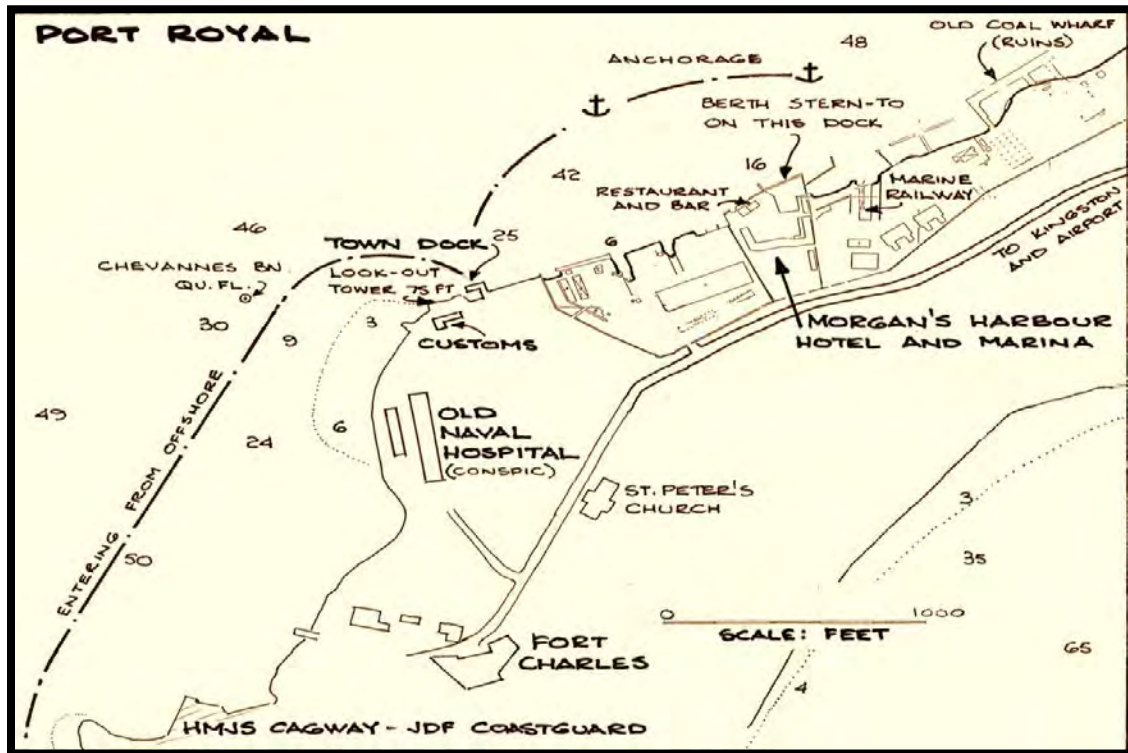 PORT ROYAL
OLD COAL WHARF
(RUINS)
48
ANCHORAGE
BERTH STERN-TO
ON THIS DOCK
42
16
RESTAURANT
AND BAR
MARINE
RAILWAY
46
TOWN DOCK
25
6
TO KINGSTON
AND AIRPORT
CHEVANNES BN.
QU. FL.
LOOK-OUT
TOWER 75 FT
30
9
3
CUSTOMS
MORGAN'S HARBOUR
HOTEL AND MARINA
49
24
6
OLD
NAVAL
HOSPITAL
(CONSPIC)
ENTERING FROM OFFSHORE
ST. PETER'S
CHURCH
3
50
35
0
1000
SCALE: FEET
FORT
CHARLES
65
4
HMJS CAGWAY - JDF COASTGUARD